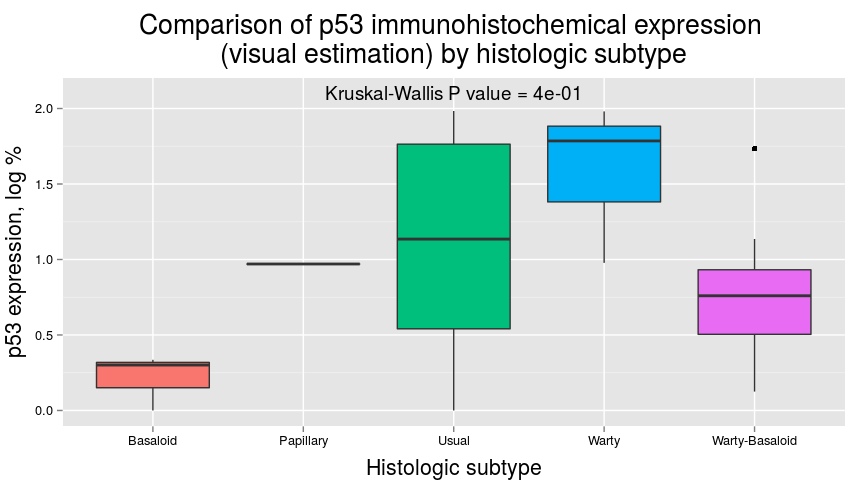 Comparison of p53 immunohistochemical expression
(visual estimation) by histologic subtype
Kruskal-Wallis P value = 4e-01
p53 expression, log %
2.0
1.5
1.0
0.5
0.0
Basaloid Papillary Usual Warty Warty-Basaloid
Histologic subtype